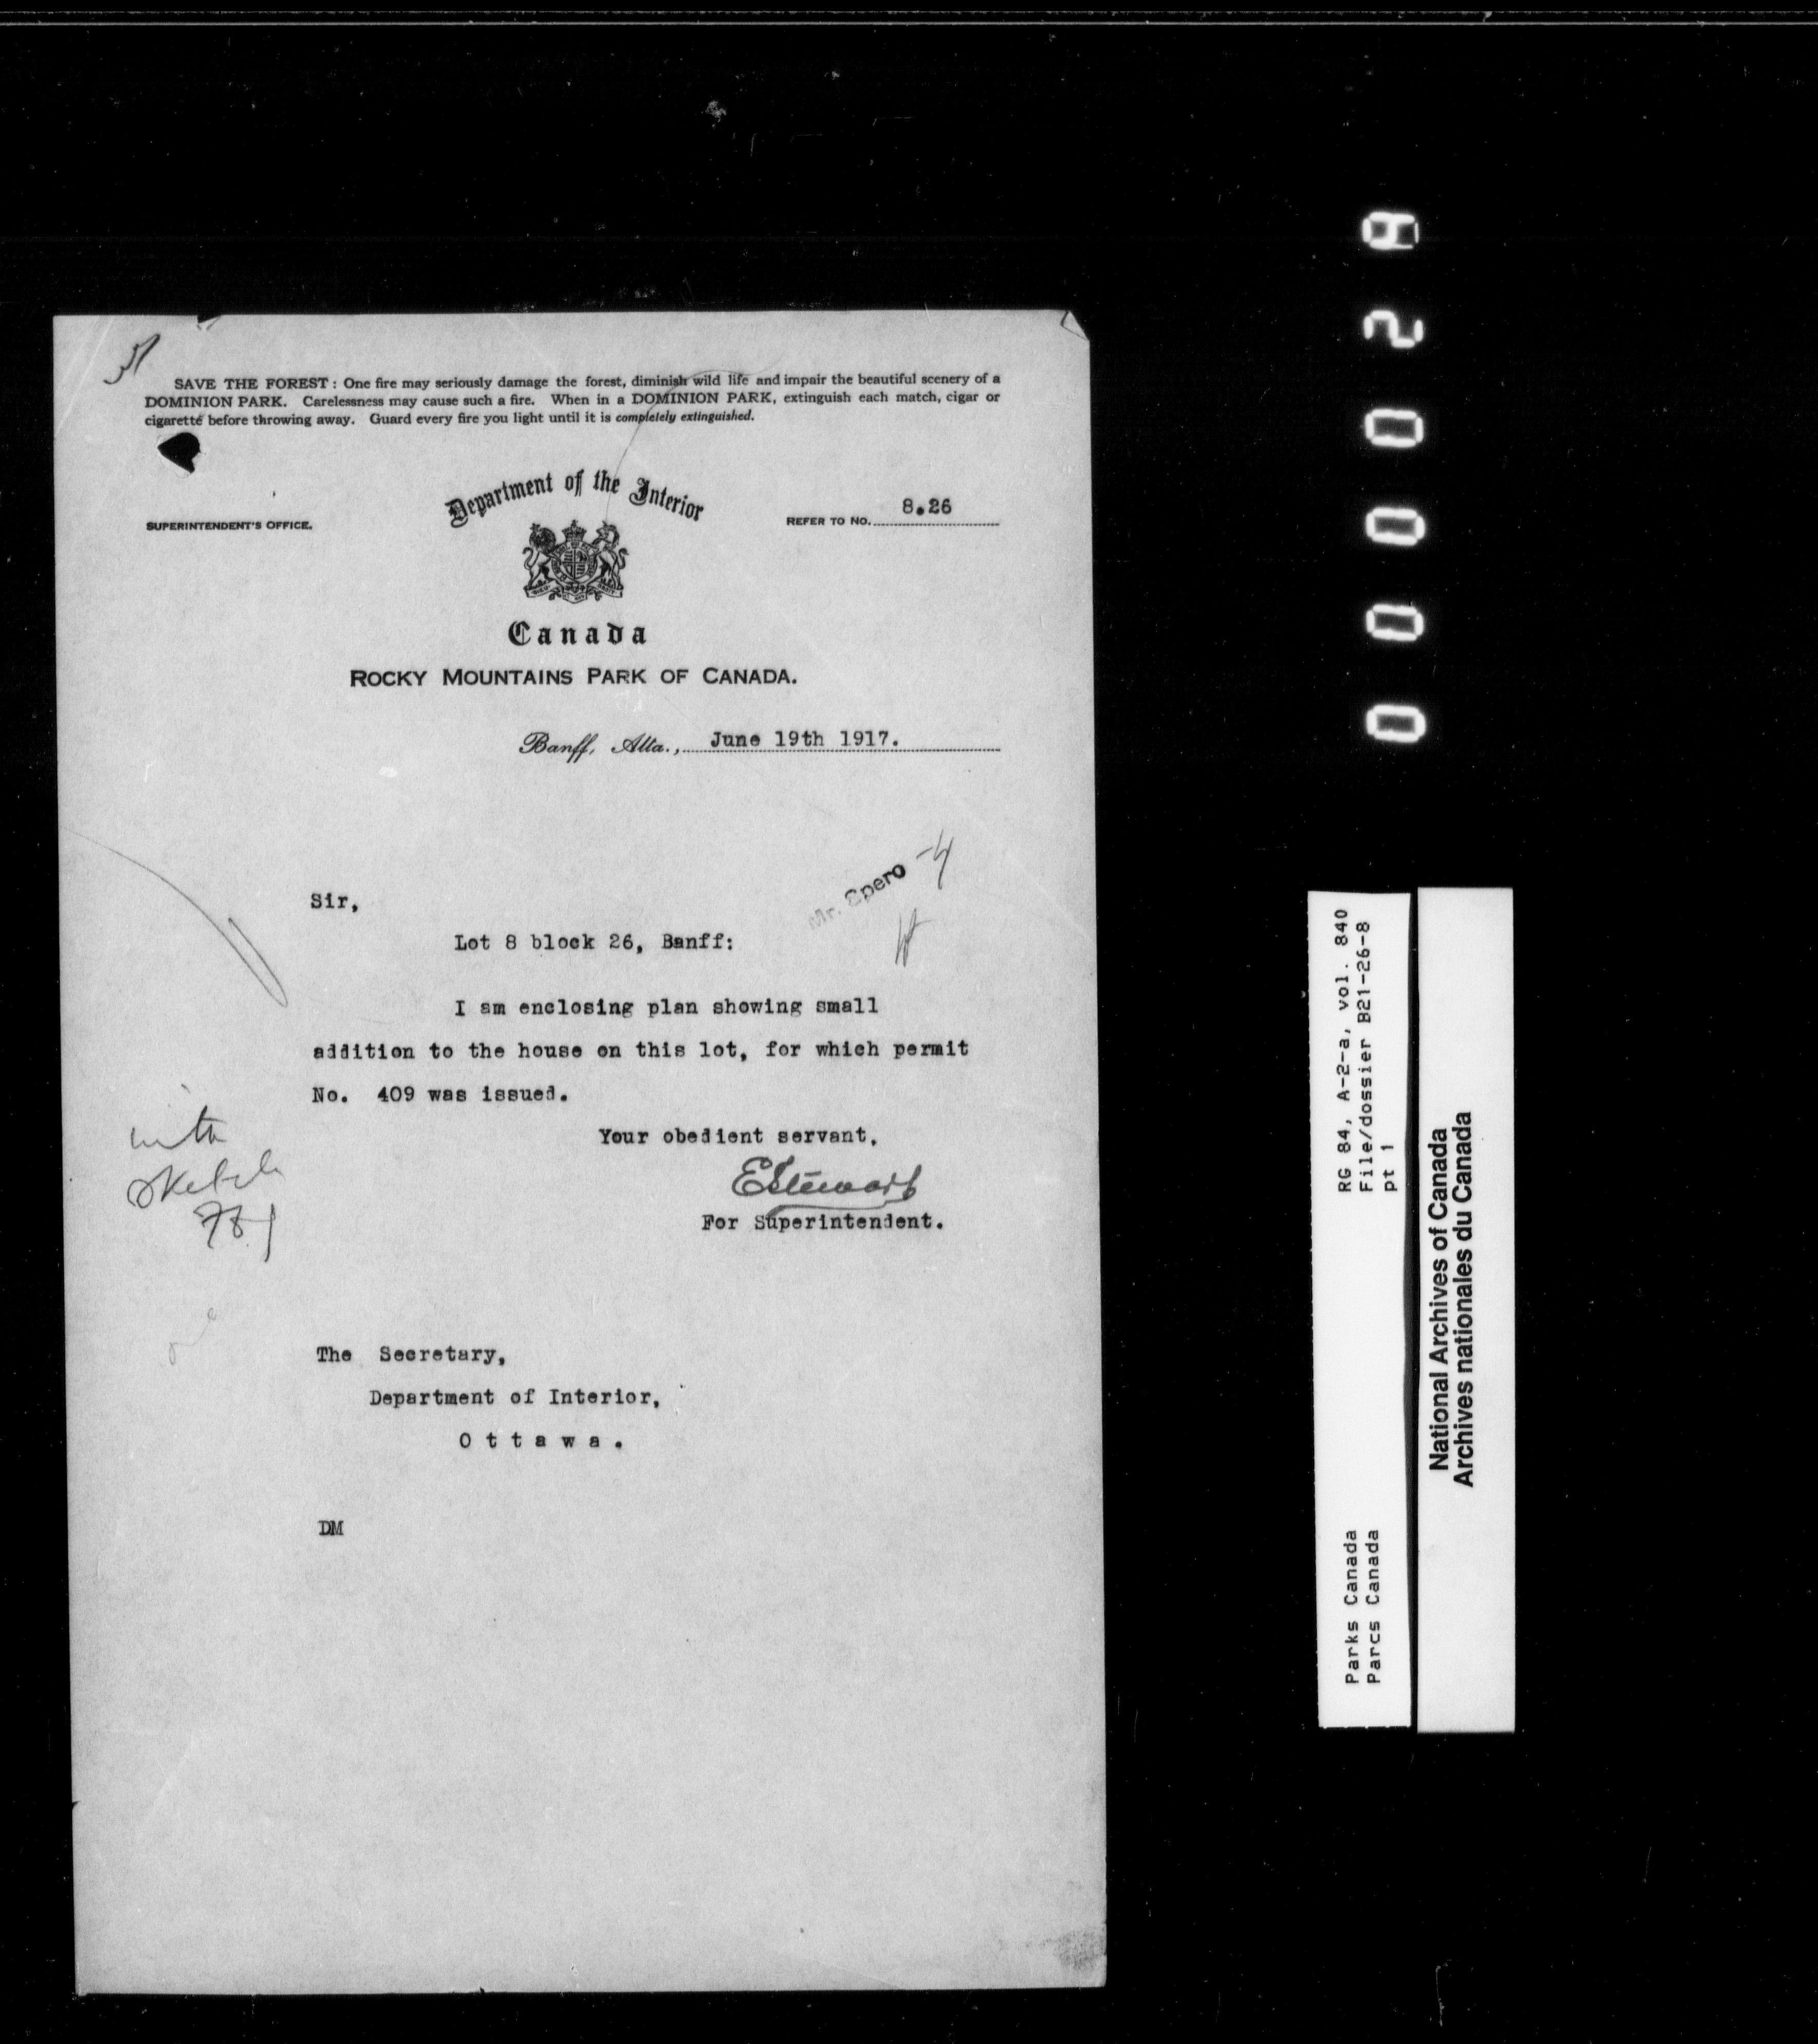 SAVE THE FOREST : One fire may seriously damage the forest, diminish wild life and impair the beautiful scenery of a
DOMINION PARK. Carelessness may cause such a fire. When in a DOMINION PARK, extinguish each match, cigar or
cigarette before throwing away. Guard every fire you light until it is completely extinguished.
Department of the Interior
SUPERINTENDENT'S OFFICE.
REFER TO NO. 8.26
Canada
ROCKY MOUNTAINS PARK OF CANADA.
Banff, Alta., June 19th 1917.
Mr. Spero
Sir,
Lot 8 block 26, Banff:
I am enclosing plan showing small
addition to the house on this lot, for which permit
No. 409 was issued.
Your obedient servant,
EStewart
For Superintendent.
with
sketch
The Secretary,
Department of Interior,
Ottawa.
DM
000029
RG 84, A-2-a, vol. 840
File/dossier B21-26-8
pt 1
Parks Canada
Parcs Canada
National Archives of Canada
Archives nationales du Canada